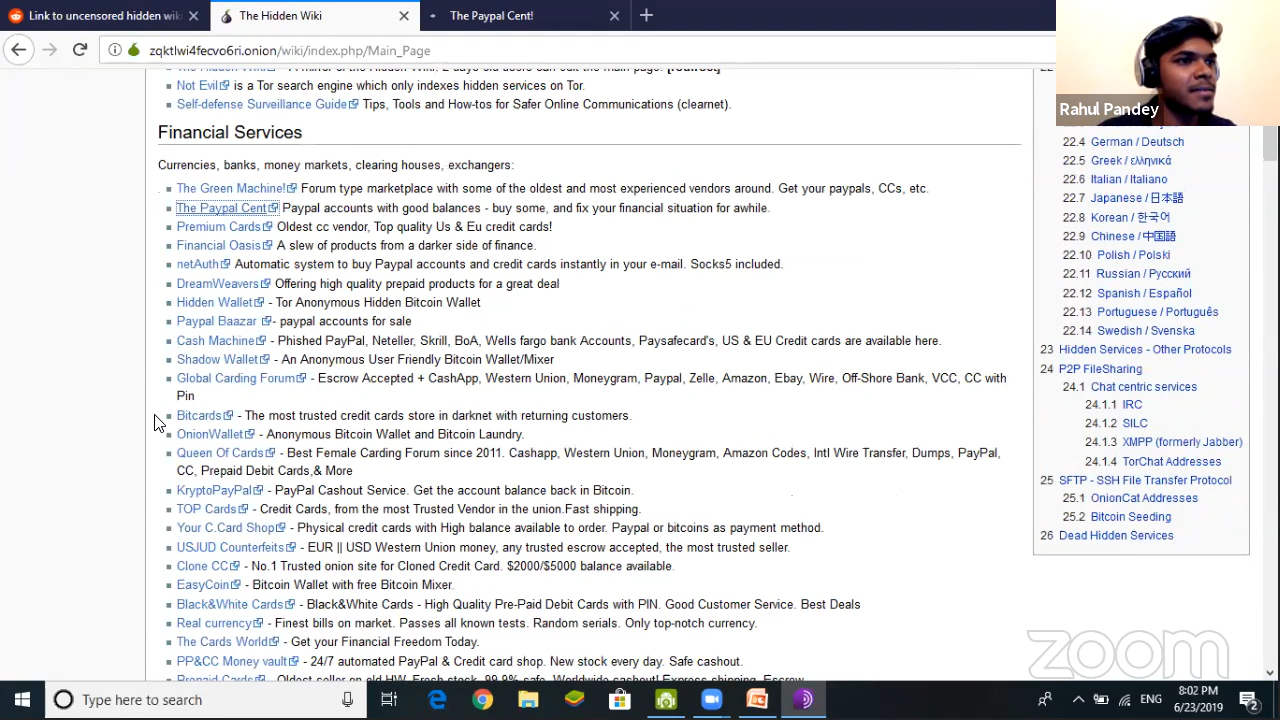 Link to uncensored hidden wiki
The Hidden Wiki
The Paypal Cent!
zqktlwi4fecvo6ri.onion/wiki/index.php/Main_Page
Rahul Pandey
Not Evil is a Tor search engine which only indexes hidden services on Tor.
Self-defense Surveillance Guide Tips, Tools and How-tos for Safer Online Communications (clearnet).
Financial Services
Currencies, banks, money markets, clearing houses, exchangers:
The Green Machine! Forum type marketplace with some of the oldest and most experienced vendors around. Get your paypals, CCs, etc.
The Paypal Cent Paypal accounts with good balances - buy some, and fix your financial situation for awhile.
Premium Cards Oldest cc vendor, Top quality Us & Eu credit cards!
Financial Oasis A slew of products from a darker side of finance.
netAuth Automatic system to buy Paypal accounts and credit cards instantly in your e-mail. Socks5 included.
DreamWeavers Offering high quality prepaid products for a great deal
Hidden Wallet - Tor Anonymous Hidden Bitcoin Wallet
Paypal Baazar - paypal accounts for sale
Cash Machine - Phished PayPal, Neteller, Skrill, BoA, Wells fargo bank Accounts, Paysafecard's, US & EU Credit cards are available here.
Shadow Wallet - An Anonymous User Friendly Bitcoin Wallet/Mixer
Global Carding Forum - Escrow Accepted + CashApp, Western Union, Moneygram, Paypal, Zelle, Amazon, Ebay, Wire, Off-Shore Bank, VCC, CC with
Pin
Bitcards - The most trusted credit cards store in darknet with returning customers.
OnionWallet - Anonymous Bitcoin Wallet and Bitcoin Laundry.
Queen Of Cards - Best Female Carding Forum since 2011. Cashapp, Western Union, Moneygram, Amazon Codes, Intl Wire Transfer, Dumps, PayPal,
CC, Prepaid Debit Cards,& More
KryptoPayPal - PayPal Cashout Service. Get the account balance back in Bitcoin.
TOP Cards - Credit Cards, from the most Trusted Vendor in the union.Fast shipping.
Your C.Card Shop - Physical credit cards with High balance available to order. Paypal or bitcoins as payment method.
USJUD Counterfeits - EUR || USD Western Union money, any trusted escrow accepted, the most trusted seller.
Clone CC - No.1 Trusted onion site for Cloned Credit Card. $2000/$5000 balance available.
EasyCoin - Bitcoin Wallet with free Bitcoin Mixer.
Black&White Cards - Black&White Cards - High Quality Pre-Paid Debit Cards with PIN. Good Customer Service. Best Deals
Real currency - Finest bills on market. Passes all known tests. Random serials. Only top-notch currency.
The Cards World - Get your Financial Freedom Today.
PP&CC Money vault - 24/7 automated PayPal & Credit card shop. New stock every day. Safe cashout.
Prepaid Cards - Oldest seller on old HW. Fresh stock. 99.9% safe. Worldwide cashout! Express shipping. Escrow.
22.4 German / Deutsch
22.5 Greek / ελληνικά
22.6 Italian / Italiano
22.7 Japanese / 日本語
22.8 Korean / 한국어
22.9 Chinese / 中国語
22.10 Polish / Polski
22.11 Russian / Русский
22.12 Spanish / Español
22.13 Portuguese / Português
22.14 Swedish / Svenska
23 Hidden Services - Other Protocols
24 P2P FileSharing
24.1 Chat centric services
24.1.1 IRC
24.1.2 SILC
24.1.3 XMPP (formerly Jabber)
24.1.4 TorChat Addresses
25 SFTP - SSH File Transfer Protocol
25.1 OnionCat Addresses
25.2 Bitcoin Seeding
26 Dead Hidden Services
zoom
Type here to search
ENG
8:02 PM
6/23/2019
2